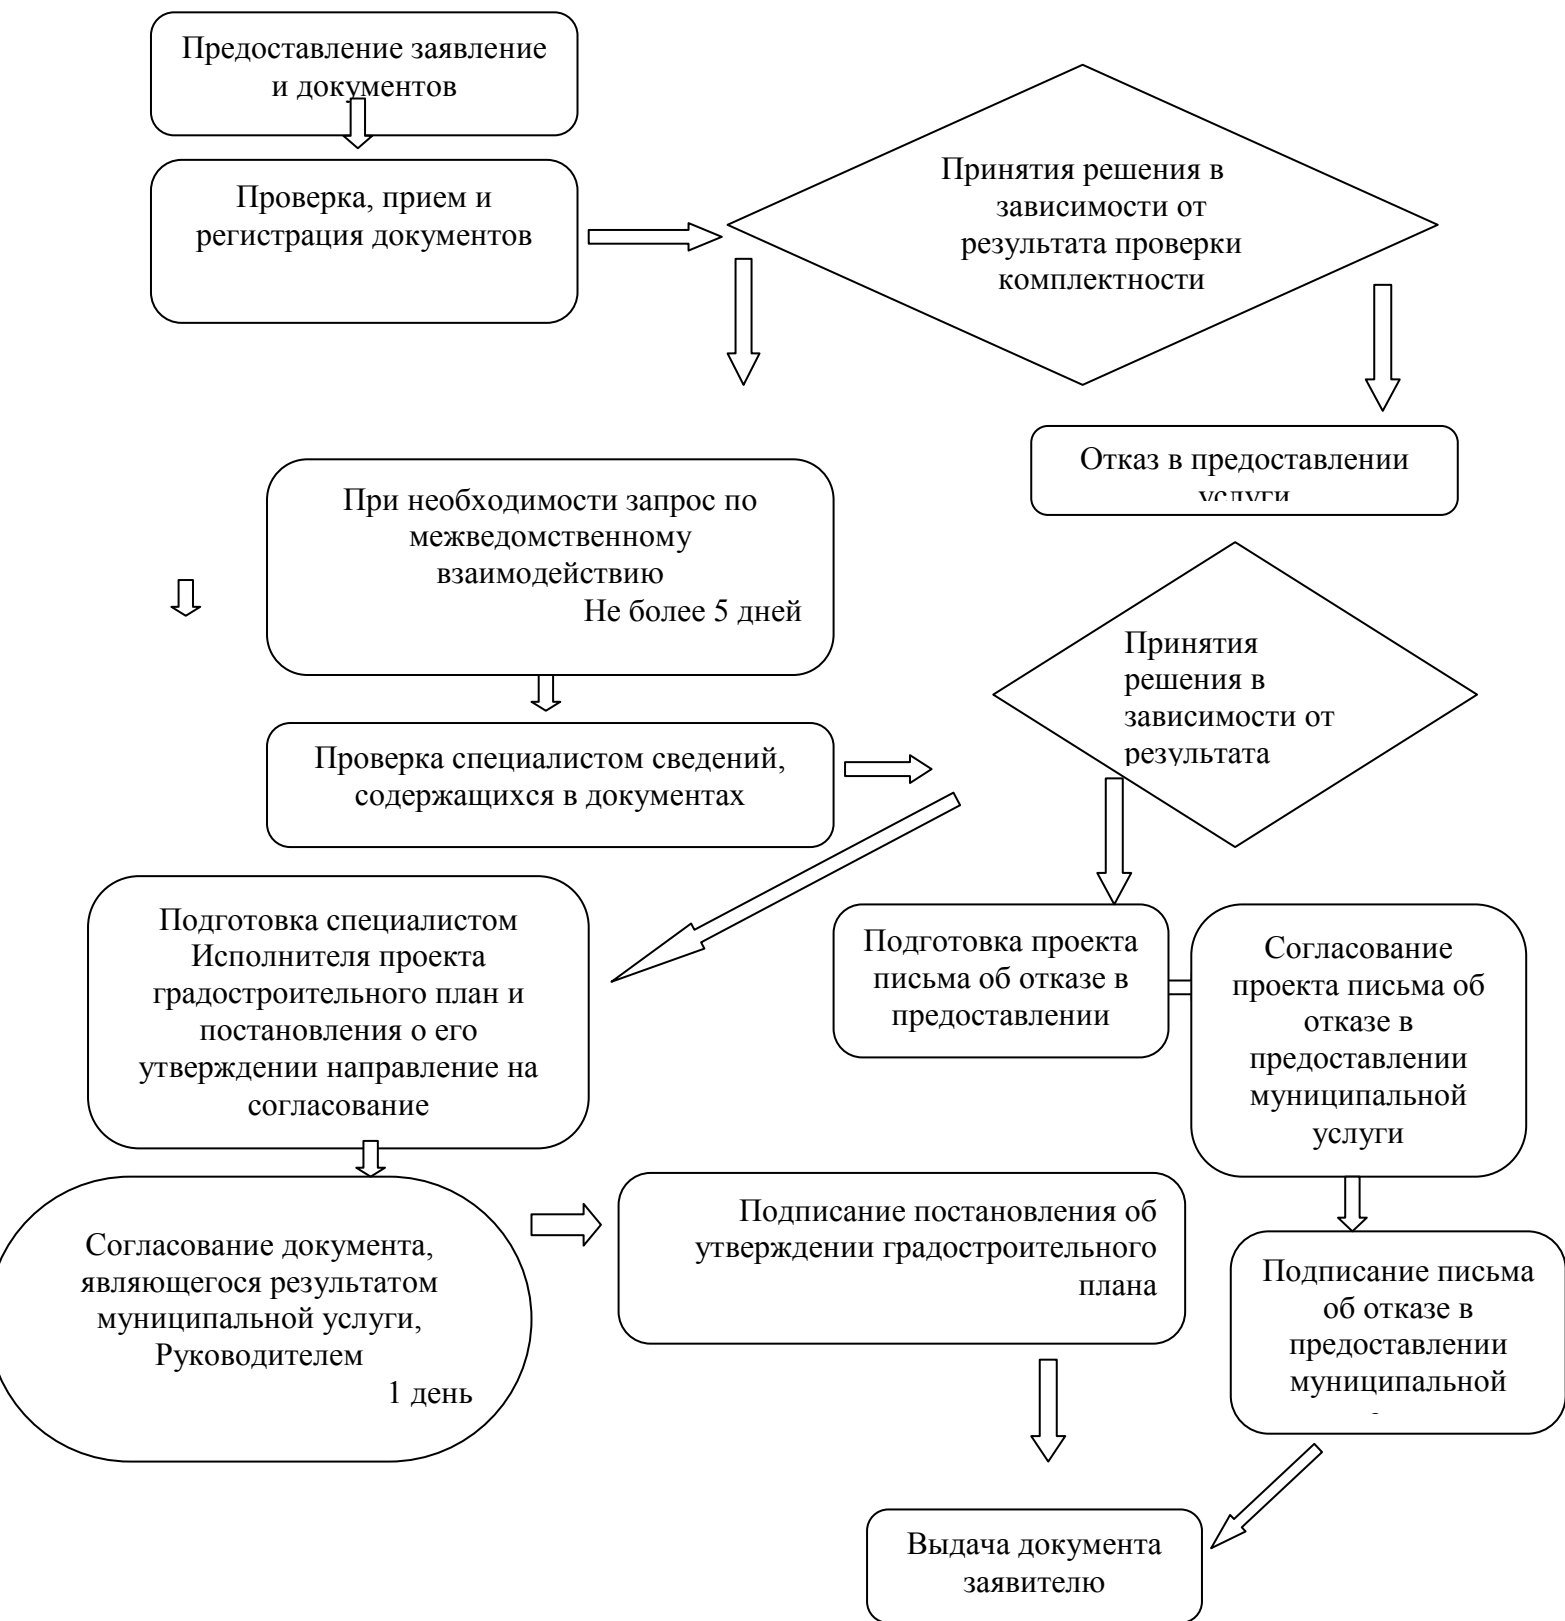 Предоставление заявление
и документов
Проверка, прием и
регистрация документов
Принятия решения в
зависимости от
результата проверки
комплектности
Отказ в предоставлении
услуги
При необходимости запрос по
межведомственному
взаимодействию
Не более 5 дней
Принятия
решения в
зависимости от
результата
Проверка специалистом сведений,
содержащихся в документах
Подготовка специалистом
Исполнителя проекта
градостроительного план и
постановления о его
утверждении направление на
согласование
Подготовка проекта
письма об отказе в
предоставлении
Согласование
проекта письма об
отказе в
предоставлении
муниципальной
услуги
Согласование документа,
являющегося результатом
муниципальной услуги,
Руководителем
1 день
Подписание постановления об
утверждении градостроительного
плана
Подписание письма
об отказе в
предоставлении
муниципальной
Выдача документа
заявителю